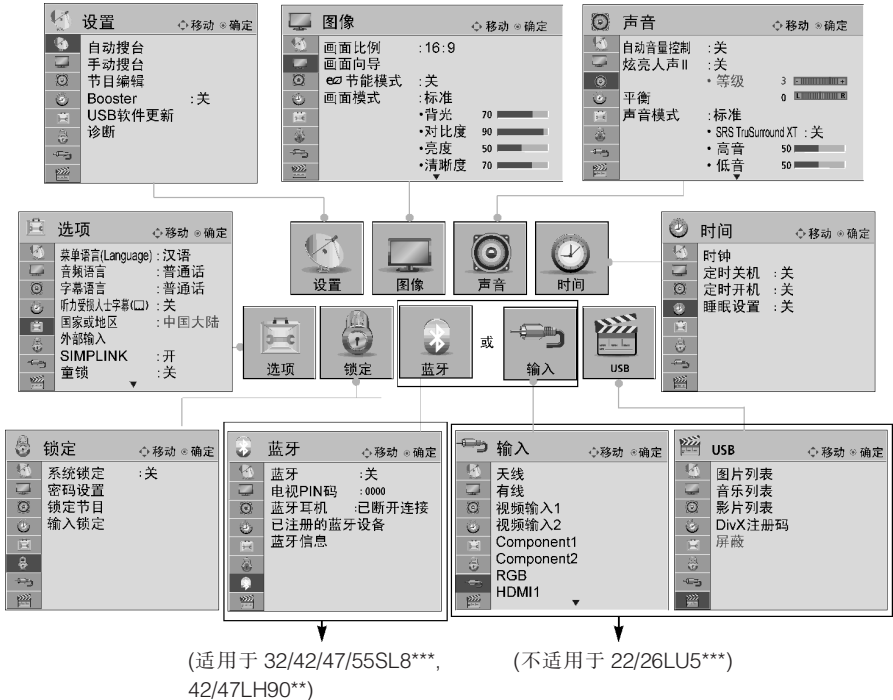 设置 移动 确定
自动搜台
手动搜台
节目编辑
Booster :关
USB软件更新
诊断
图像 移动 确定
画面比例 :16:9
画面向导
节能模式 :关
画面模式 :标准
•背光 70
•对比度 90
•亮度 50
•清晰度 70
声音 移动 确定
自动音量控制 :关
炫亮人声II :关
•等级 3 - +
平衡 0 L R
声音模式 :标准
• SRS TruSurround XT :关
•高音 50
•低音 50
选项 移动 确定
菜单语言(Language) :汉语
音频语言 :普通话
字幕语言 :普通话
听力受损人士字幕() :关
国家或地区 :中国大陆
外部输入
SIMPLINK :开
童锁 :关
设置
图像
声音
时间
选项
锁定
蓝牙
或
输入
USB
时间 移动 确定
时钟
定时关机 :关
定时开机 :关
睡眠设置 :关
锁定 移动 确定
系统锁定 :关
密码设置
锁定节目
输入锁定
蓝牙 移动 确定
蓝牙 :关
电视PIN码 :0000
蓝牙耳机 :已断开连接
已注册的蓝牙设备
蓝牙信息
输入 移动 确定
天线
有线
视频输入1
视频输入2
Component1
Component2
RGB
HDMI1
USB 移动 确定
图片列表
音乐列表
影片列表
DivX注册码
屏蔽
(适用于 32/42/47/55SL8***,
42/47LH90**)
(不适用于 22/26LU5***)